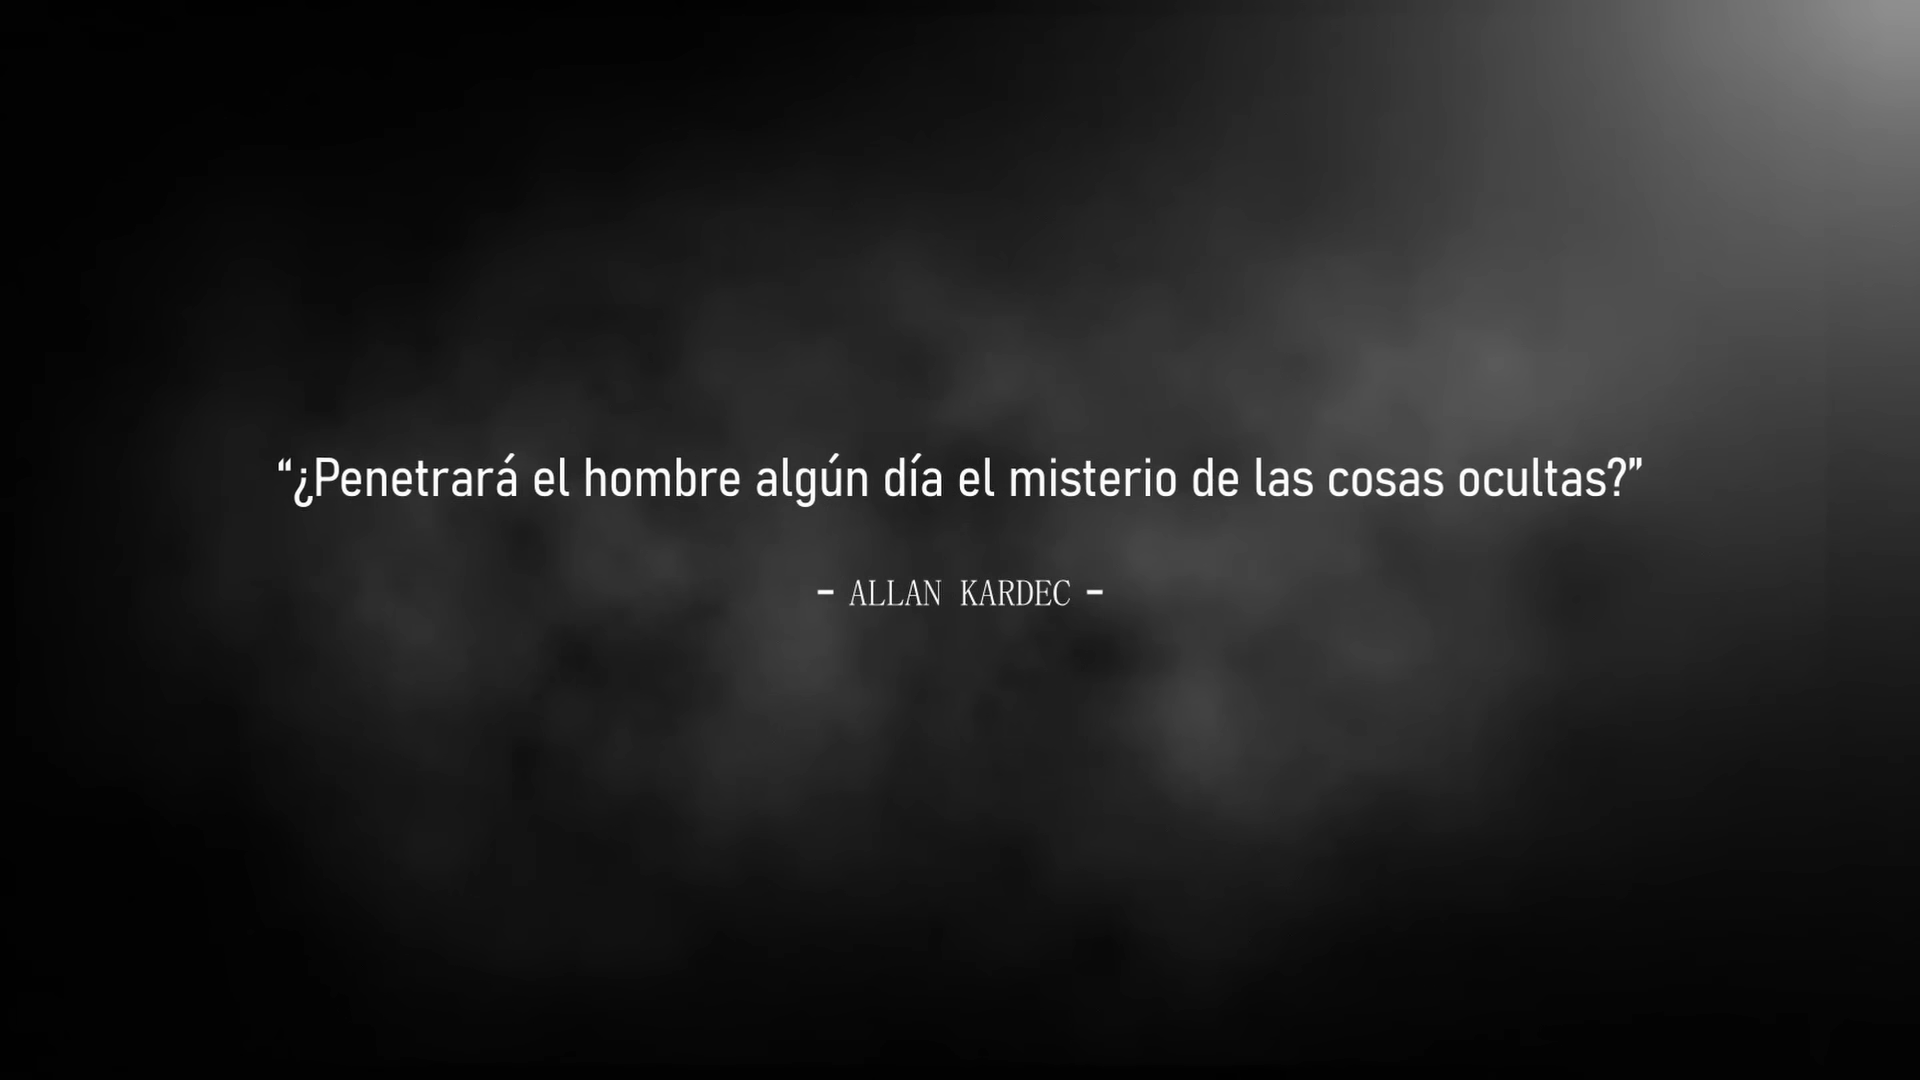 “¿Penetrará el hombre algún día el misterio de las cosas ocultas?”
- ALLAN KARDEC -